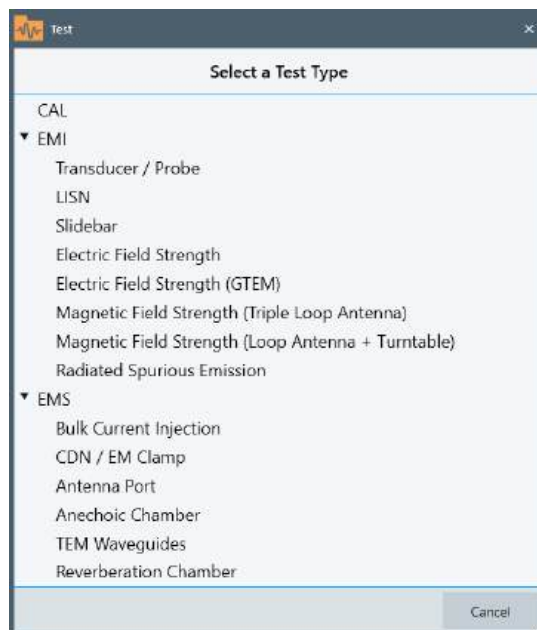 Test
Select a Test Type
CAL
EMI
Transducer / Probe
LISN
Slidebar
Electric Field Strength
Electric Field Strength (GTEM)
Magnetic Field Strength (Triple Loop Antenna)
Magnetic Field Strength (Loop Antenna + Turntable)
Radiated Spurious Emission
EMS
Bulk Current Injection
CDN / EM Clamp
Antenna Port
Anechoic Chamber
TEM Waveguides
Reverberation Chamber
Cancel